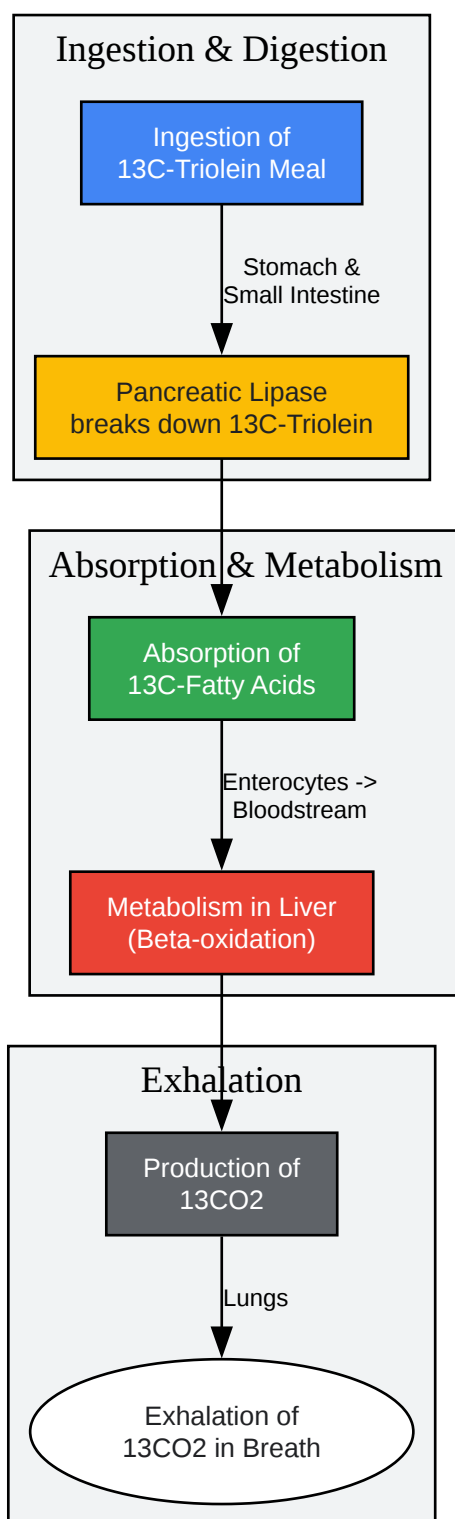 Ingestion & Digestion
Ingestion of
13C-Triolein Meal
Stomach &
Small Intestine
Pancreatic Lipase
breaks down 13C-Triolein
Absorption & Metabolism
Absorption of
13C-Fatty Acids
Enterocytes ->
Bloodstream
Metabolism in Liver
(Beta-oxidation)
Exhalation
Production of
13CO2
Lungs
Exhalation of
13CO2 in Breath